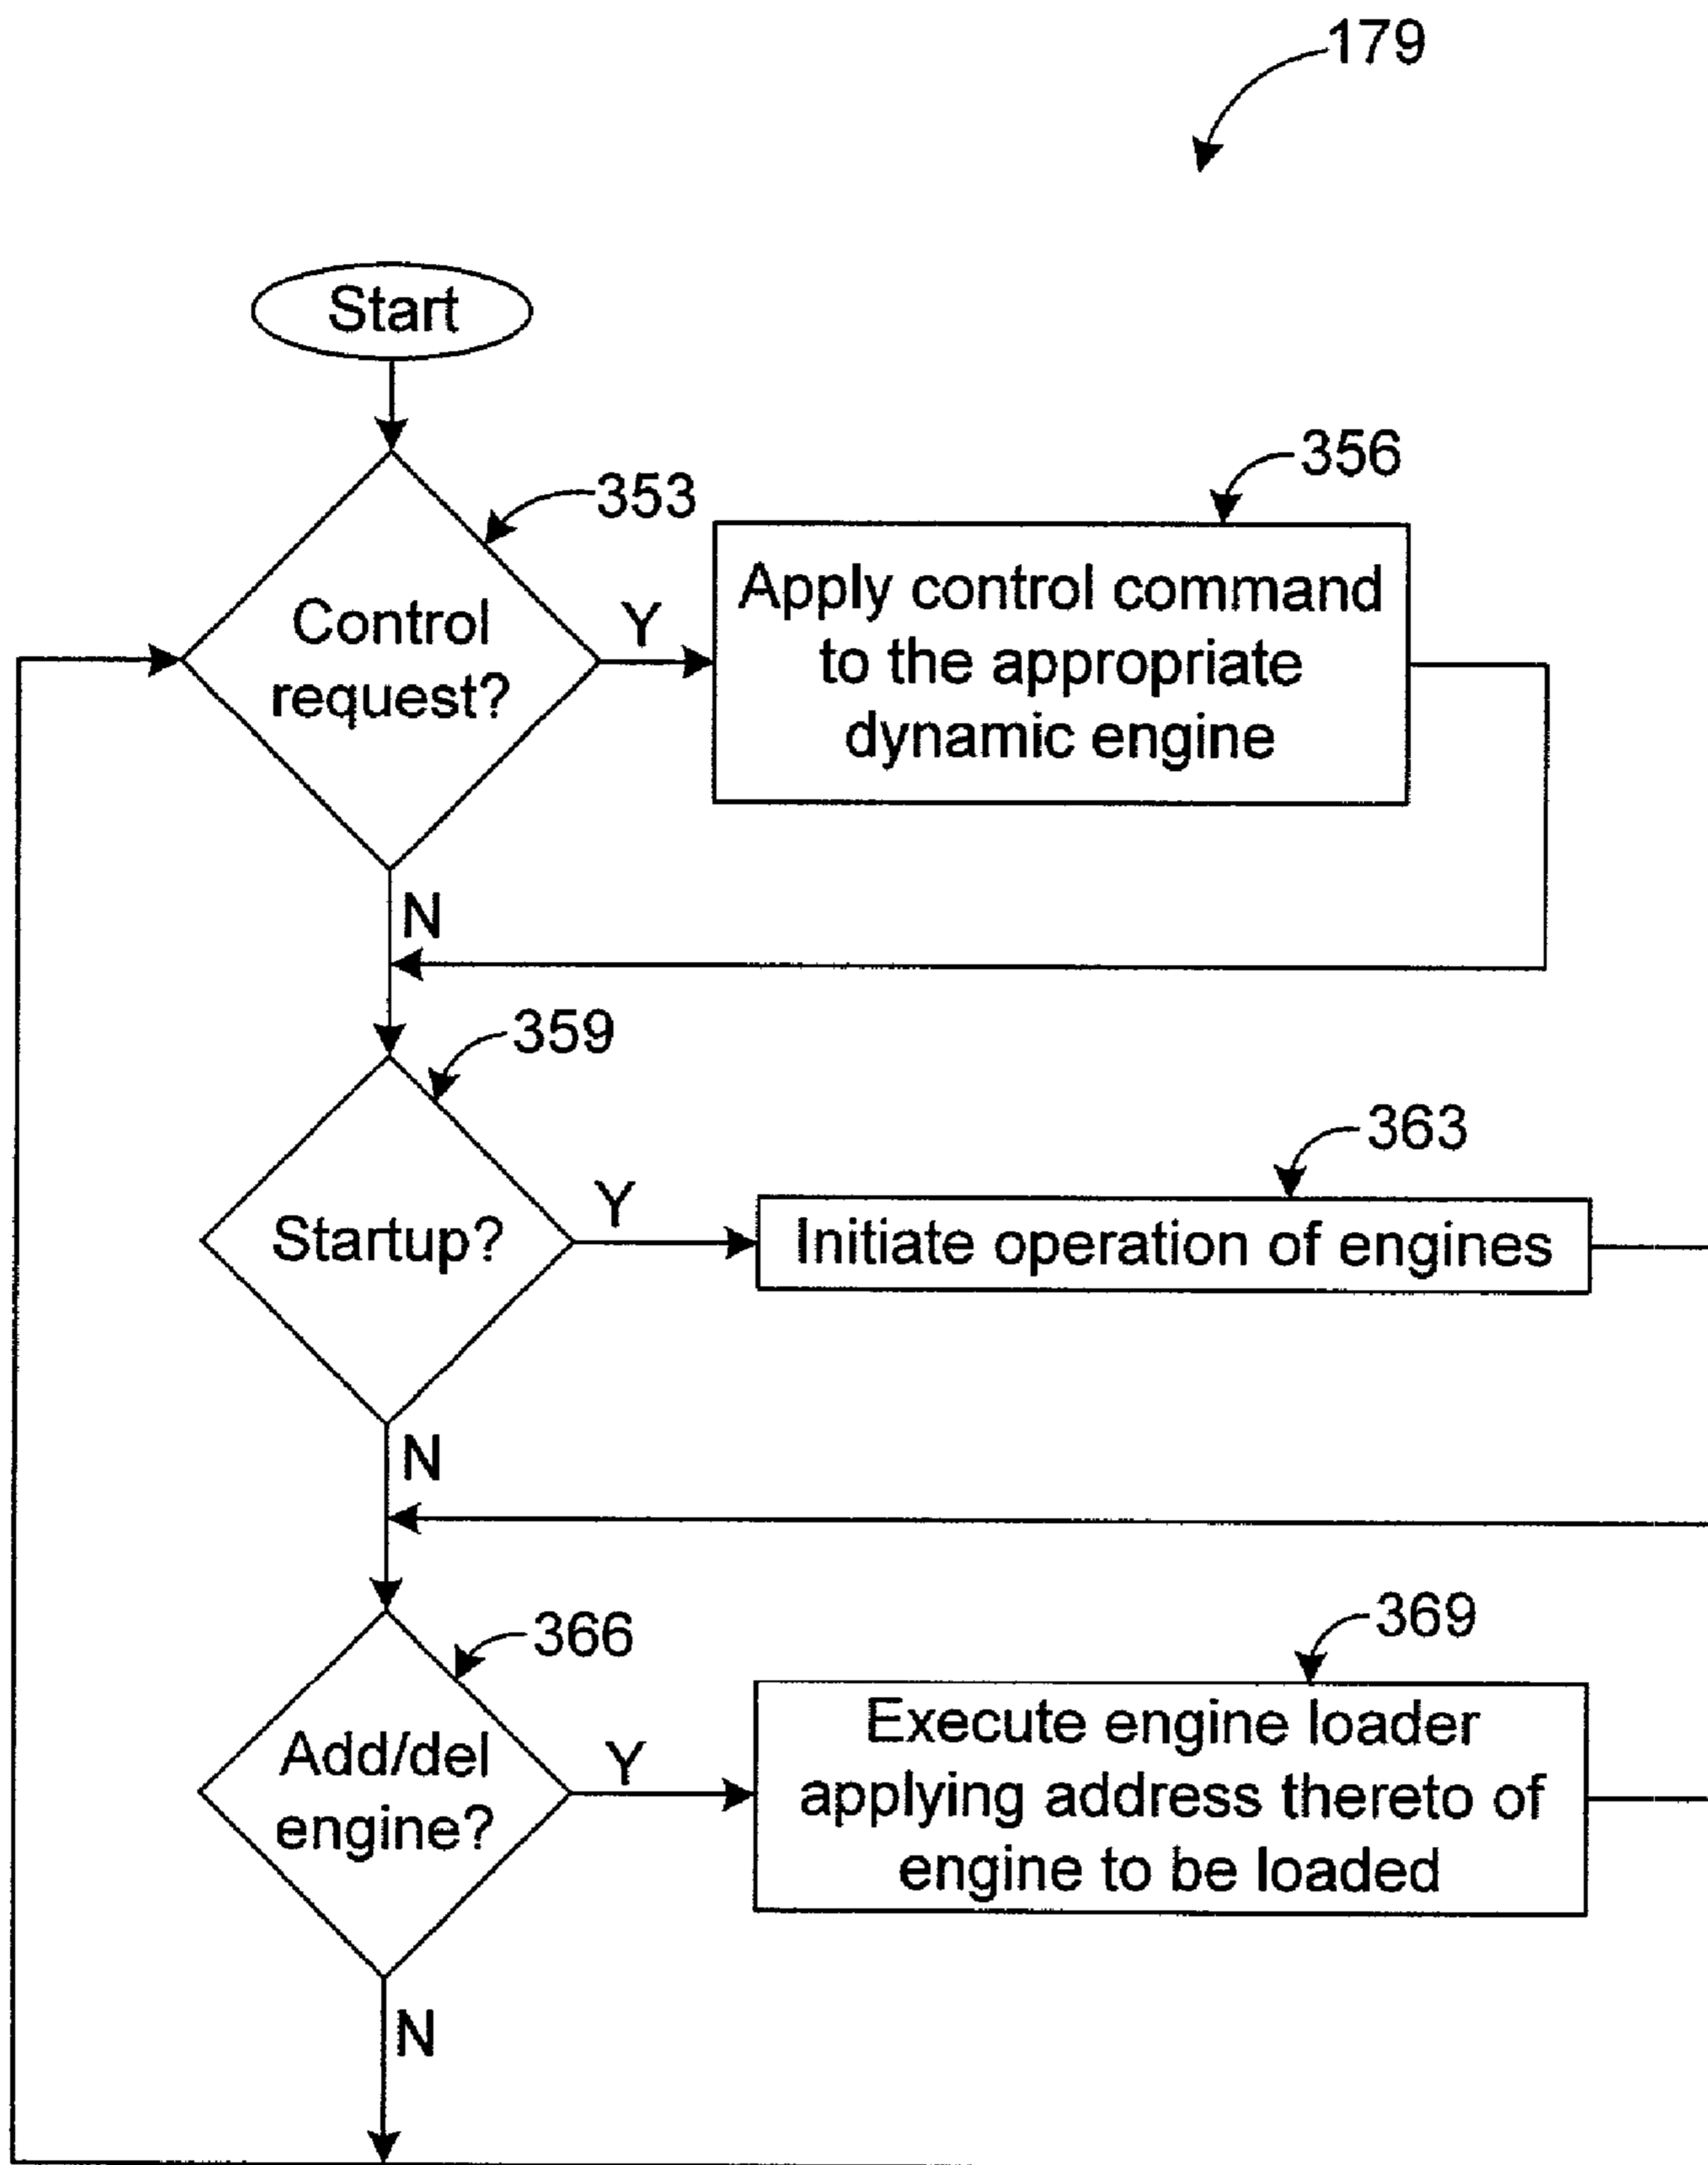 179
Start
353
356
Control
request?
Y
Apply control command
to the appropriate
dynamic engine
N
359
363
Startup?
Y
Initiate operation of engines
N
366
369
Add/del
engine?
Y
Execute engine loader
applying address thereto of
engine to be loaded
N